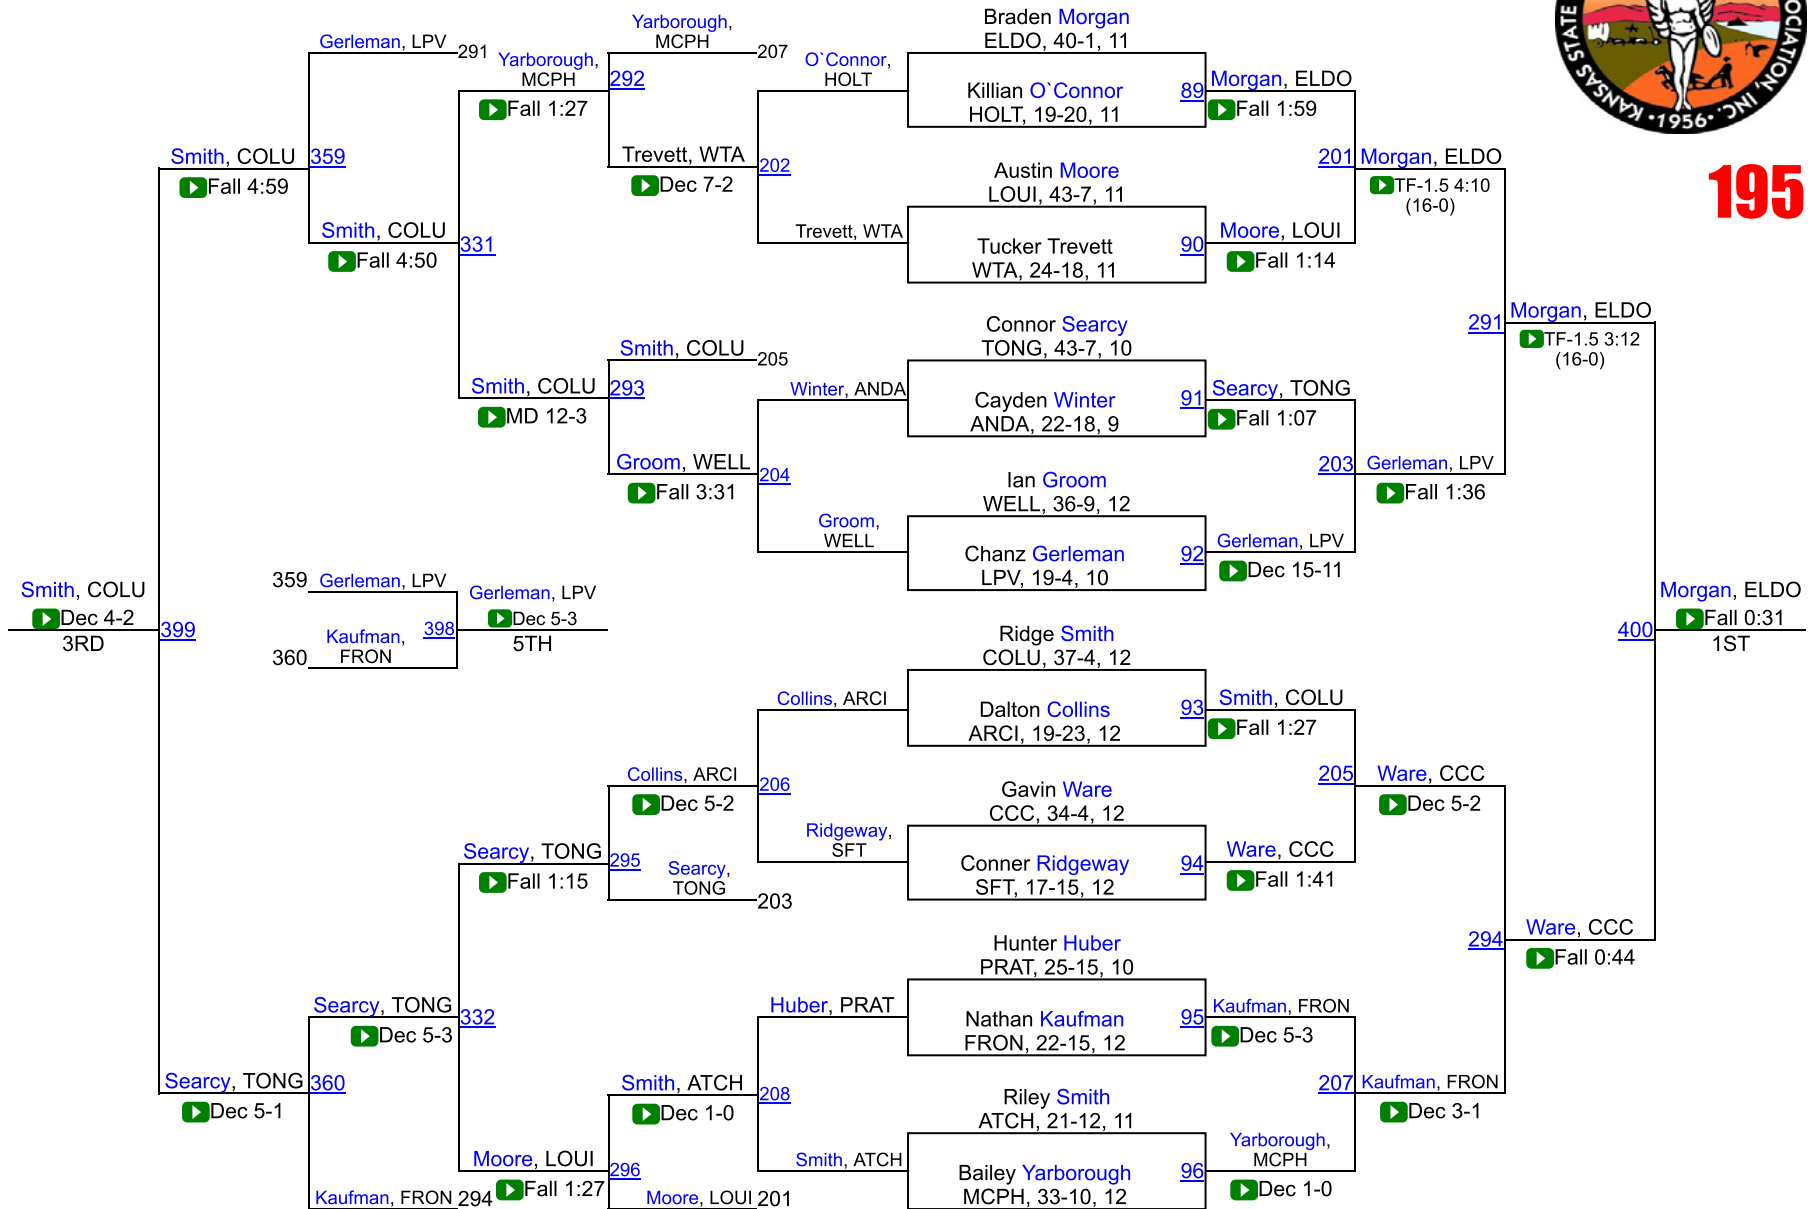 Braden Morgan
ELDO, 40-1, 11
Killian O`Connor
HOLT, 19-20, 11
89
Austin Moore
LOUI, 43-7, 11
Tucker Trevett
WTA, 24-18, 11
90
Connor Searcy
TONG, 43-7, 10
Cayden Winter
ANDA, 22-18, 9
91
Ian Groom
WELL, 36-9, 12
Chanz Gerleman
LPV, 19-4, 10
92
Ridge Smith
COLU, 37-4, 12
Dalton Collins
ARCI, 19-23, 12
93
Gavin Ware
CCC, 34-4, 12
Conner Ridgeway
SFT, 17-15, 12
94
Hunter Huber
PRAT, 25-15, 10
Nathan Kaufman
FRON, 22-15, 12
95
Riley Smith
ATCH, 21-12, 11
Bailey Yarborough
MCPH, 33-10, 12
96
Morgan, ELDO
Fall 1:59
Moore, LOUI
Fall 1:14
Searcy, TONG
Fall 1:07
Gerleman, LPV
Dec 15-11
Smith, COLU
Fall 1:27
Ware, CCC
Fall 1:41
Kaufman, FRON
Dec 5-3
Yarborough,
MCPH
Dec 1-0
201
Morgan, ELDO
TF-1.5 4:10
(16-0)
203
Gerleman, LPV
Fall 1:36
205
Ware, CCC
Dec 5-2
207
Kaufman, FRON
Dec 3-1
291
Morgan, ELDO
TF-1.5 3:12
(16-0)
294
Ware, CCC
Fall 0:44
400
Morgan, ELDO
Fall 0:31
1ST
O`Connor,
HOLT
Trevett, WTA
Winter, ANDA
Groom,
WELL
Collins, ARCI
Ridgeway,
SFT
Huber, PRAT
Smith, ATCH
Yarborough,
MCPH
207
202
Trevett, WTA
Dec 7-2
Smith, COLU
205
204
Groom, WELL
Fall 3:31
206
Collins, ARCI
Dec 5-2
Searcy,
TONG
203
208
Smith, ATCH
Dec 1-0
Moore, LOUI
201
292
Yarborough,
MCPH
Fall 1:27
293
Smith, COLU
MD 12-3
295
Searcy, TONG
Fall 1:15
296
Moore, LOUI
Fall 1:27
Gerleman, LPV
291
331
Smith, COLU
Fall 4:50
332
Searcy, TONG
Dec 5-3
Kaufman, FRON
294
359
Smith, COLU
Fall 4:59
360
Searcy, TONG
Dec 5-1
399
Smith, COLU
Dec 4-2
3RD
359
Gerleman, LPV
360
Kaufman,
FRON
398
Gerleman, LPV
Dec 5-3
5TH
KANSAS STATE
INC.
•1956•
195